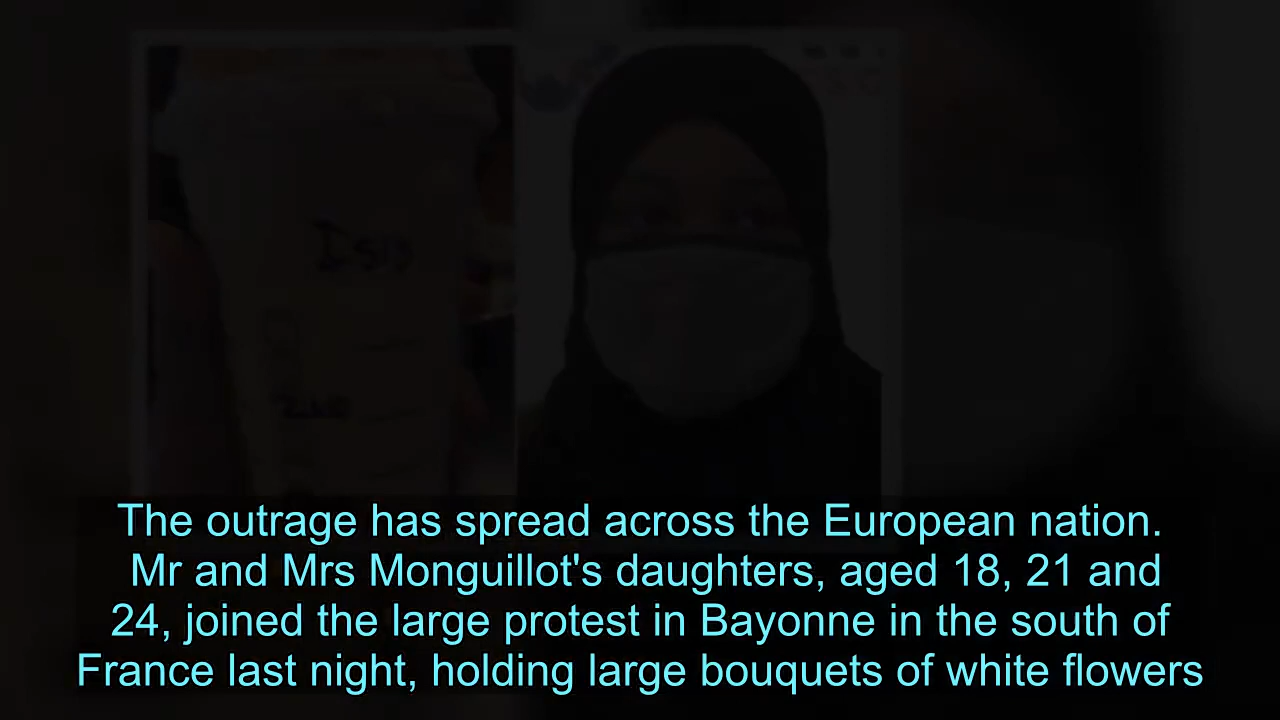 ISIS
The outrage has spread across the European nation.
Mr and Mrs Monguillot's daughters, aged 18, 21 and
24, joined the large protest in Bayonne in the south of
France last night, holding large bouquets of white flowers